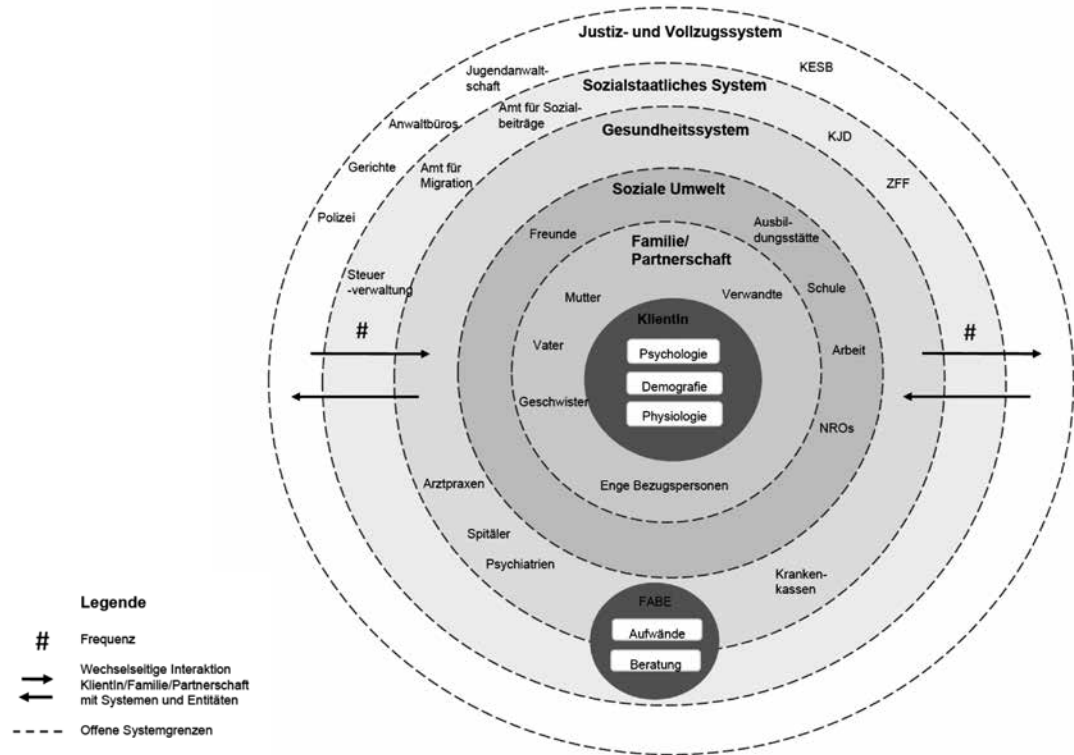 Justiz- und Vollzugssystem
KESB
Jugendanwalt-
schaft
Sozialstaatliches System
Anwaltbüros
Amt für Sozial-
beiträge
Gesundheitssystem
KJD
Gerichte
Amt für
Migration
ZFF
Soziale Umwelt
Polizei
Freunde
Ausbil-
dungsstätte
Familie/
Partnerschaft
Steuer
-verwaltung
Mutter
Verwandte
Schule
#
KlientIn
#
Vater
Psychologie
Arbeit
Demografie
Geschwister
Physiologie
NROs
Arztpraxen
Enge Bezugspersonen
Spitäler
Psychiatrien
Kranken-
kassen
FABE
Aufwände
Beratung
Legende
# Frequenz
Wechselseitige Interaktion
KlientIn/Familie/Partnerschaft
mit Systemen und Entitäten
Offene Systemgrenzen